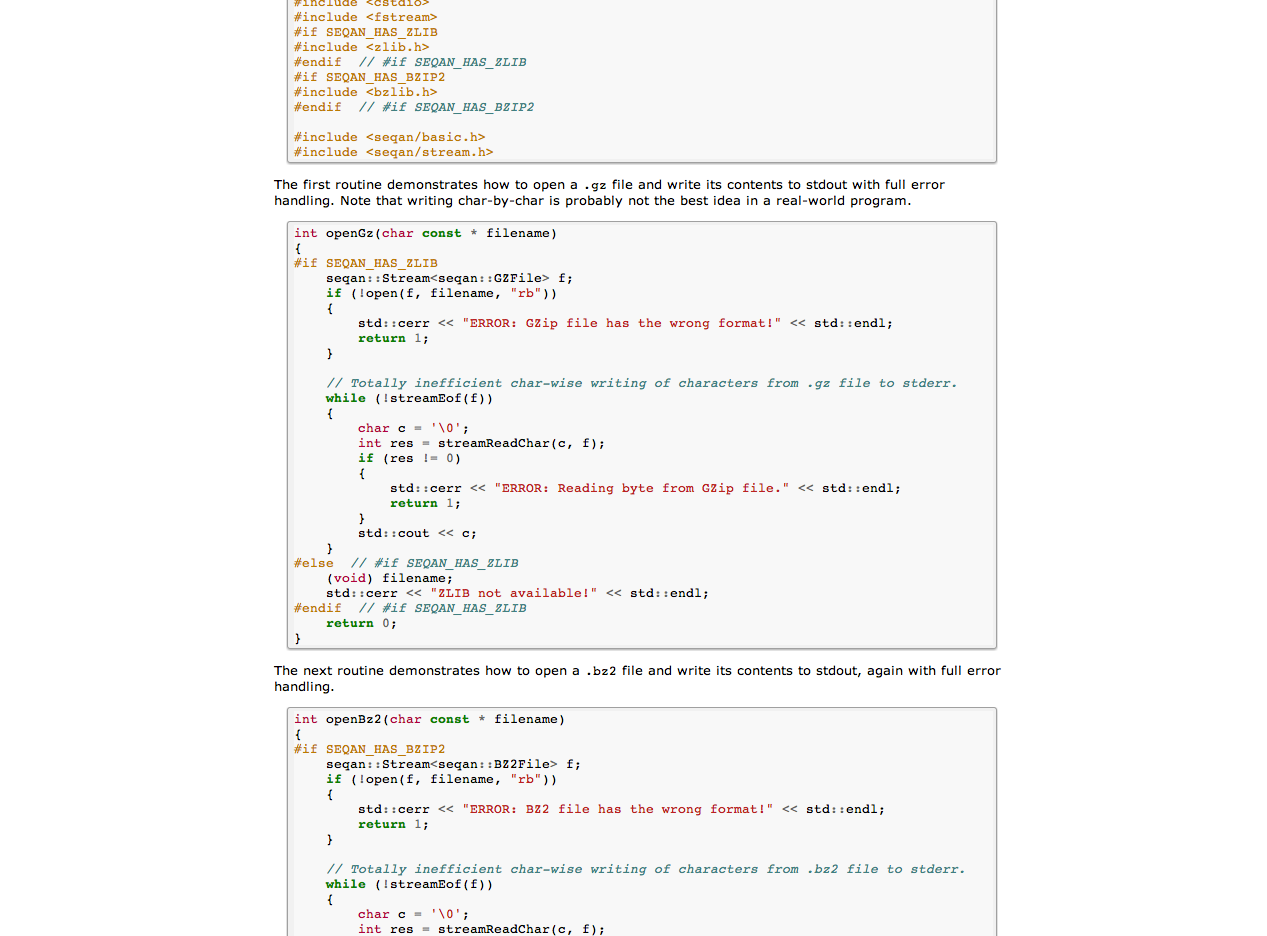 #include <cstdio>
#include <fstream>
#if SEQAN_HAS_ZLIB
#include <zlib.h>
#endif  // #if SEQAN_HAS_ZLIB
#if SEQAN_HAS_BZIP2
#include <bzlib.h>
#endif  // #if SEQAN_HAS_BZIP2

#include <seqan/basic.h>
#include <seqan/stream.h>
The first routine demonstrates how to open a .gz file and write its contents to stdout with full error
handling. Note that writing char-by-char is probably not the best idea in a real-world program.
int openGz(char const * filename)
{
#if SEQAN_HAS_ZLIB
    seqan::Stream<seqan::GZFile> f;
    if (!open(f, filename, "rb"))
    {
        std::cerr << "ERROR: GZip file has the wrong format!" << std::endl;
        return 1;
    }

    // Totally inefficient char-wise writing of characters from .gz file to stderr.
    while (!streamEof(f))
    {
        char c = '\0';
        int res = streamReadChar(c, f);
        if (res != 0)
        {
            std::cerr << "ERROR: Reading byte from GZip file." << std::endl;
            return 1;
        }
        std::cout << c;
    }
#else  // #if SEQAN_HAS_ZLIB
    (void) filename;
    std::cerr << "ZLIB not available!" << std::endl;
#endif  // #if SEQAN_HAS_ZLIB
    return 0;
}
The next routine demonstrates how to open a .bz2 file and write its contents to stdout, again with full error
handling.
int openBz2(char const * filename)
{
#if SEQAN_HAS_BZIP2
    seqan::Stream<seqan::BZ2File> f;
    if (!open(f, filename, "rb"))
    {
        std::cerr << "ERROR: BZ2 file has the wrong format!" << std::endl;
        return 1;
    }

    // Totally inefficient char-wise writing of characters from .bz2 file to stderr.
    while (!streamEof(f))
    {
        char c = '\0';
        int res = streamReadChar(c, f);